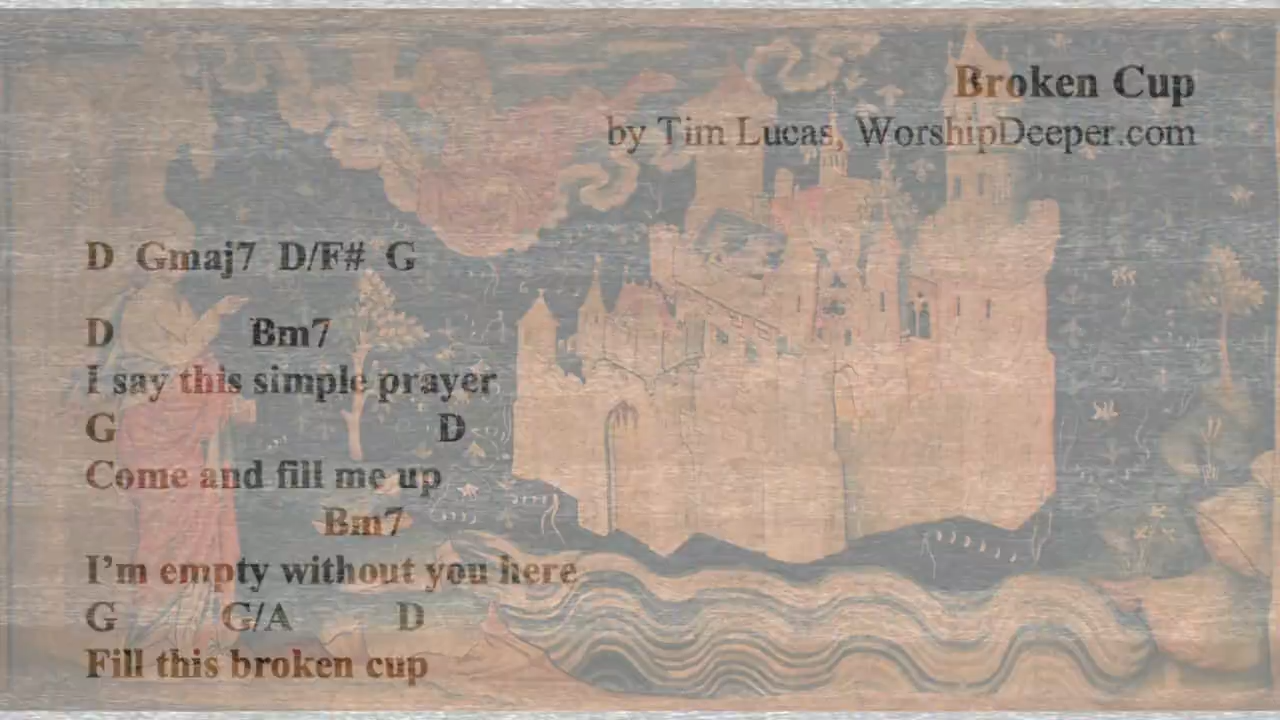 Broken Cup
by Tim Lucas, WorshipDeeper.com
D Gmaj7 D/F# G
D Bm7
I say this simple prayer
G D
Come and fill me up
Bm7
I’m empty without you here
G G/A D
Fill this broken cup